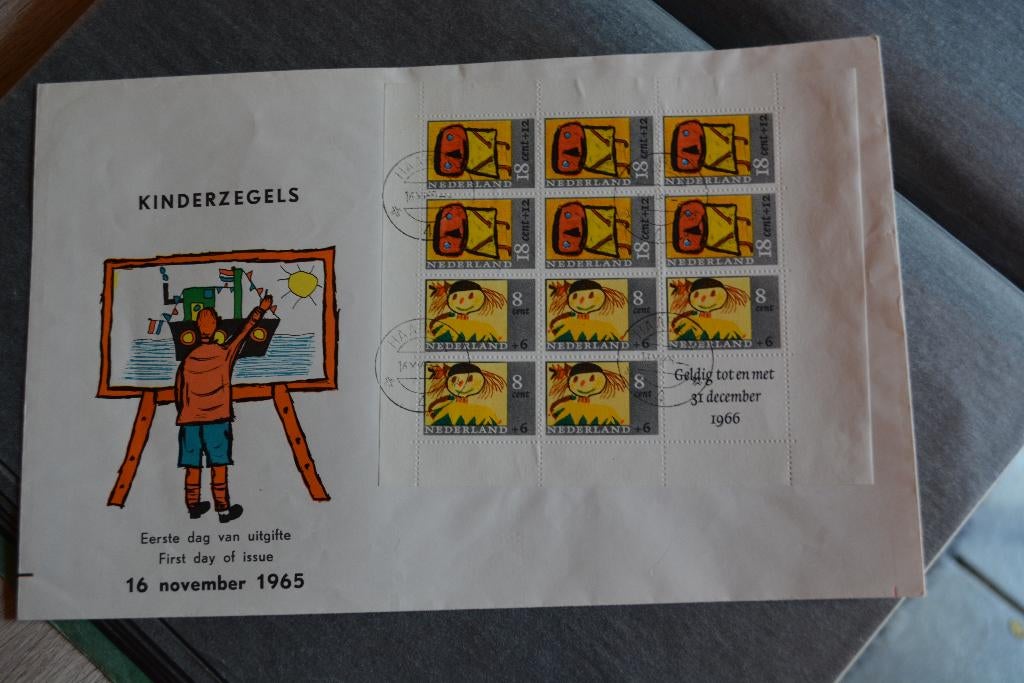 KINDERZEGELS
Eerste dag van uitgifte
First day of issue
16 november 1965
18 cent +12
NEDERLAND
18 cent +12
NEDERLAND
18 cent +12
NEDERLAND
18 cent +12
NEDERLAND
18 cent +12
NEDERLAND
18 cent +12
NEDERLAND
8
cent
NEDERLAND +6
8
cent
NEDERLAND +6
8
cent
NEDERLAND +6
8
cent
NEDERLAND +6
8
cent
NEDERLAND +6
Geldig tot en met
31 december
1966